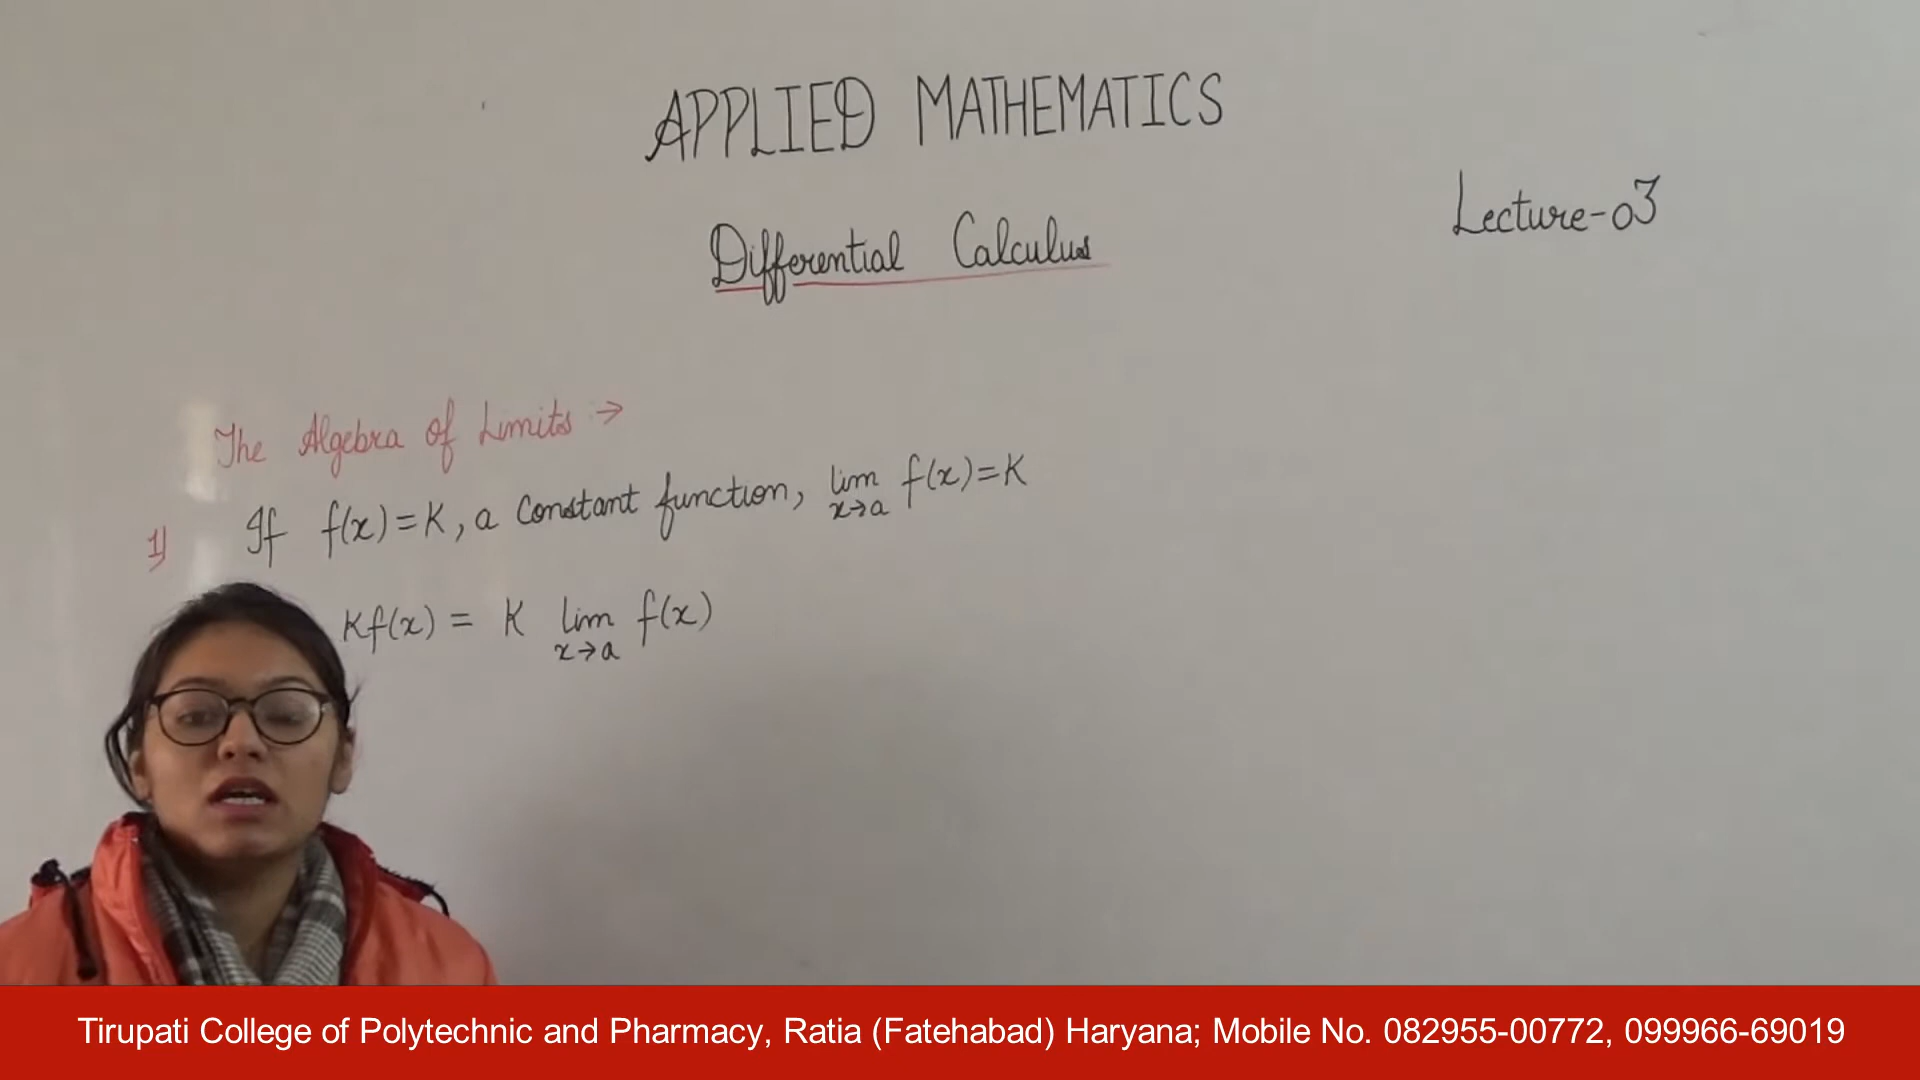 APPLIED MATHEMATICS
Lecture-03
Differential Calculus
The Algebra of Limits :→
1) If f(x)=K, a Constant function, lim x→a f(x)=K
Kf(x) = K lim x→a f(x)
Tirupati College of Polytechnic and Pharmacy, Ratia (Fatehabad) Haryana; Mobile No. 082955-00772, 099966-69019